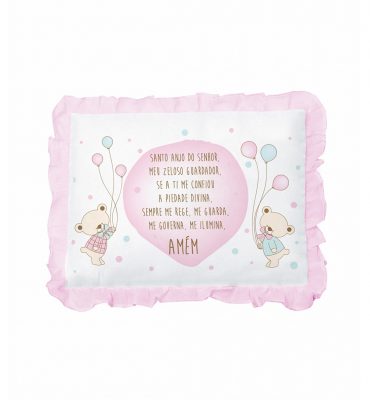 SANTO ANJO DO SENHOR,
MEU ZELOSO GUARDADOR,
SE A TI ME CONFIOU
A PIEDADE DIVINA,
SEMPRE ME REGE, ME GUARDA,
ME GOVERNA, ME ILUMINA,
AMÉM